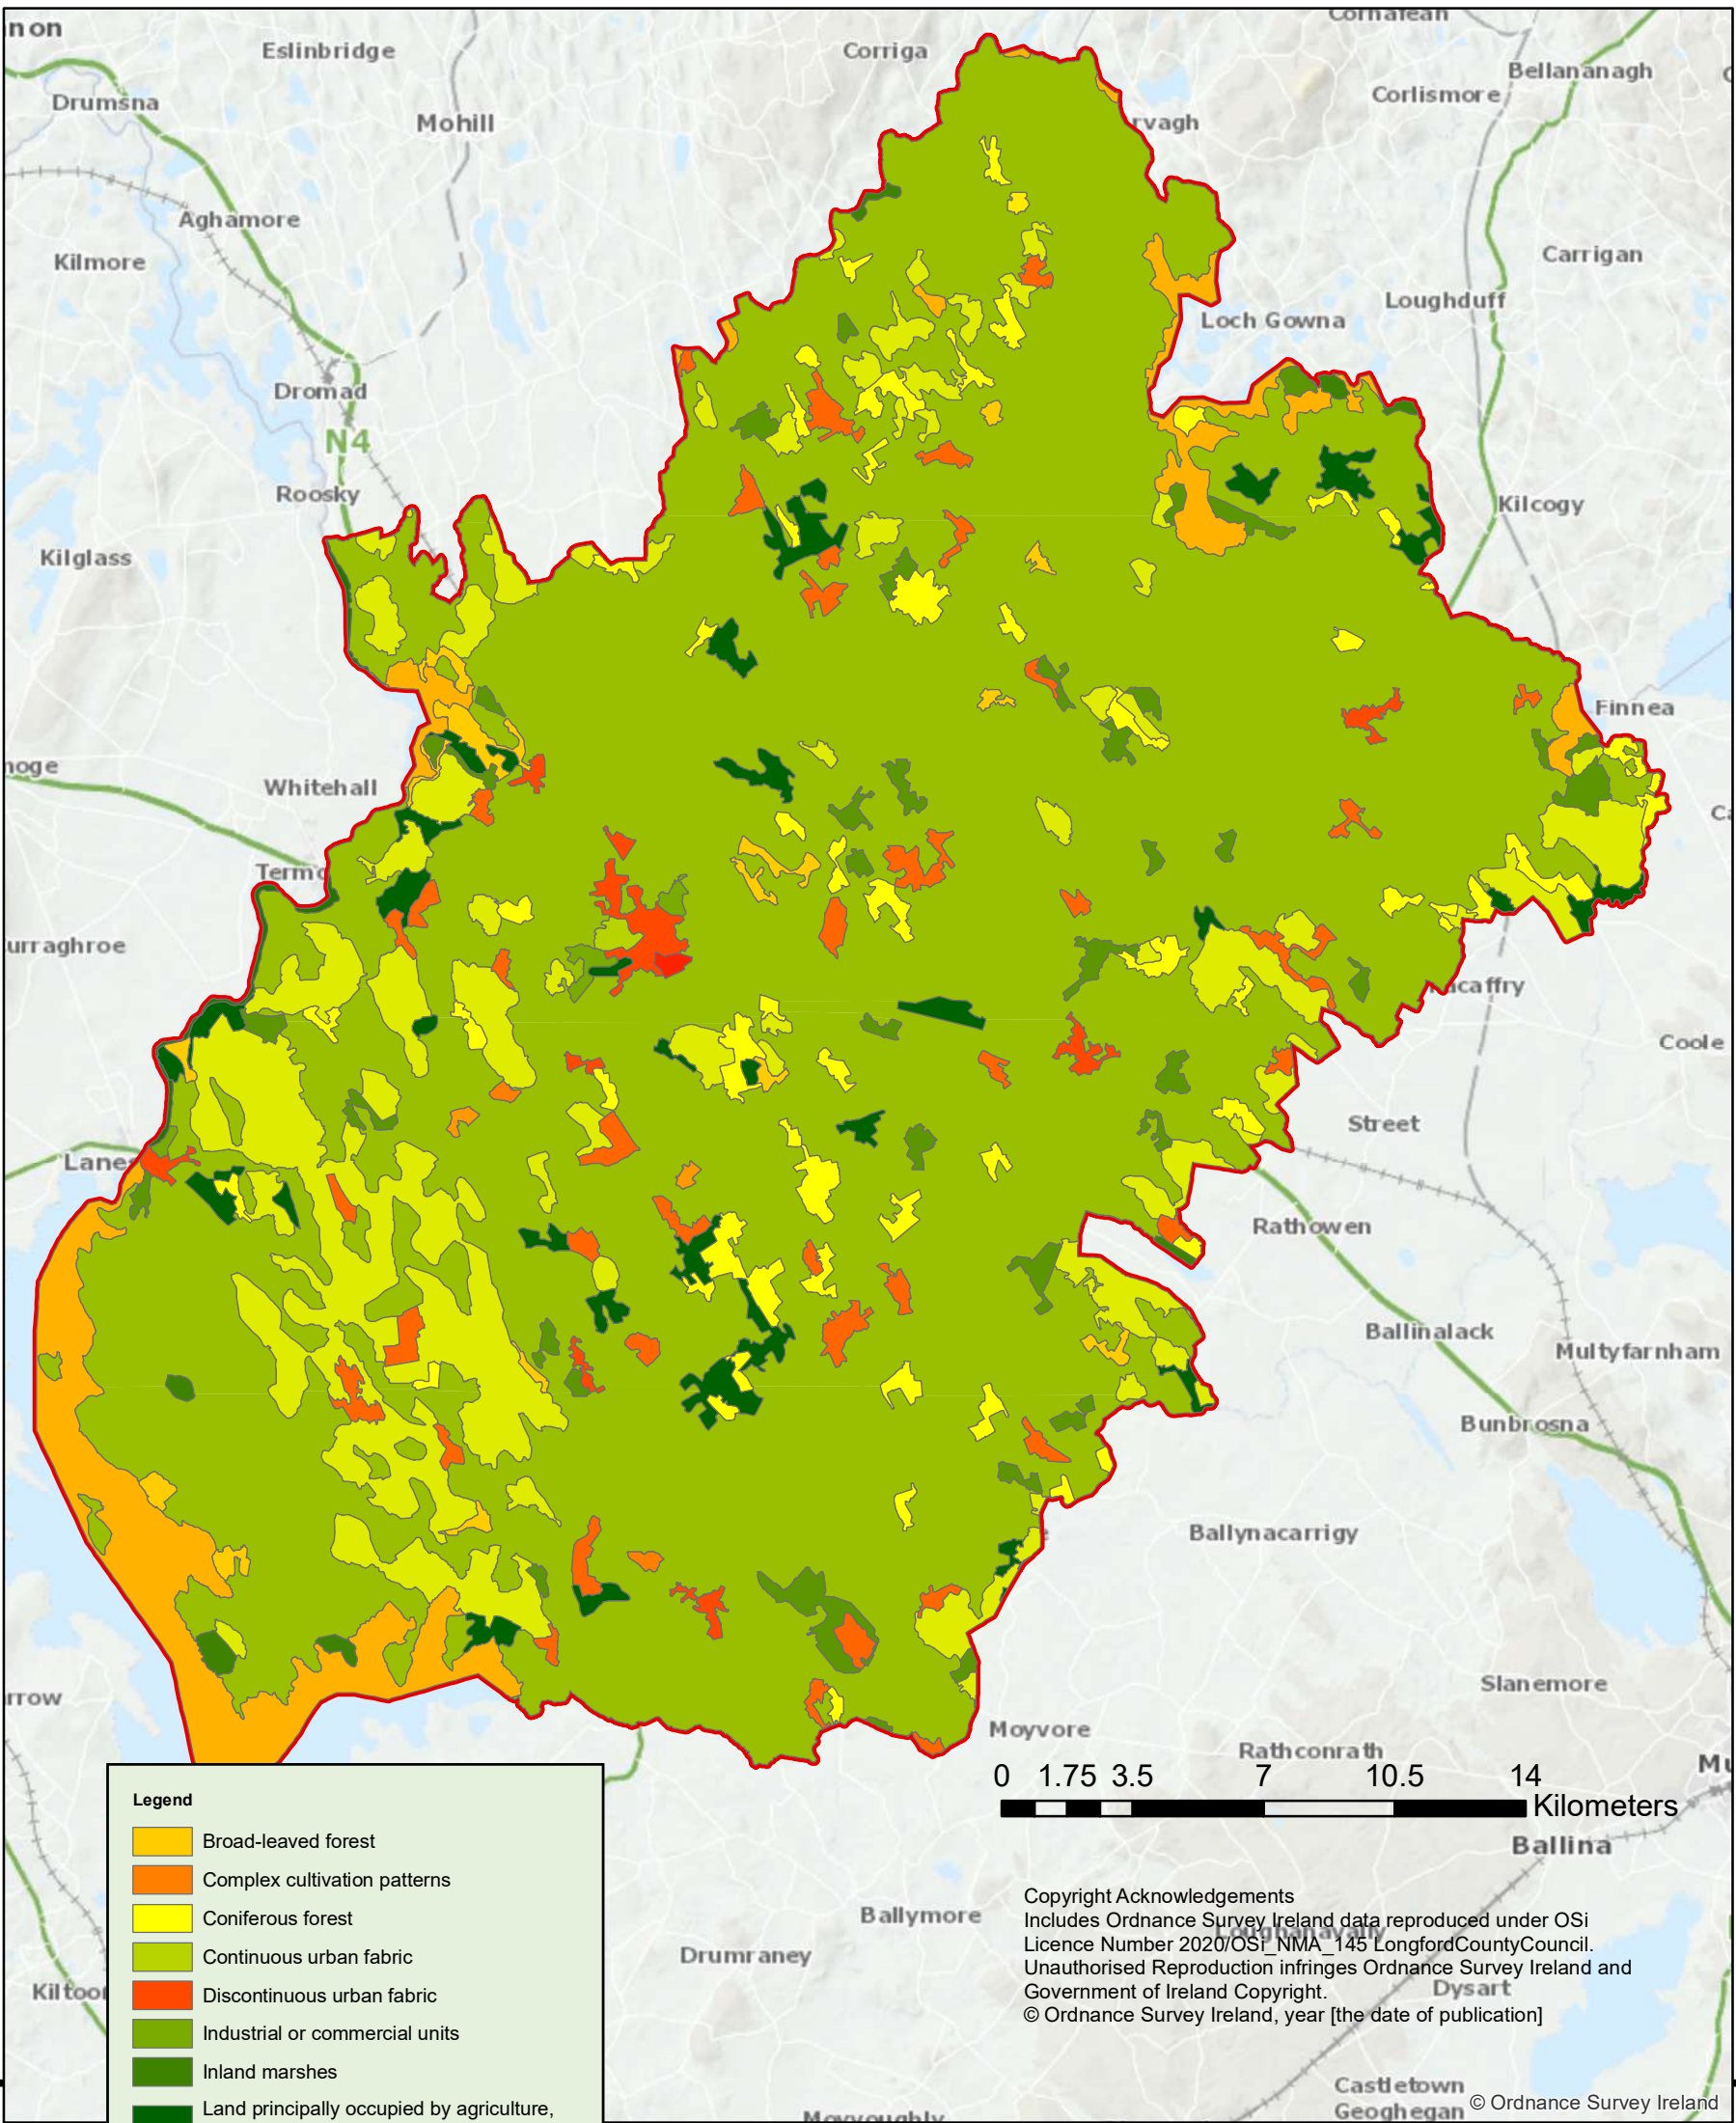 Cornafean
Eslinbridge
Corriga
Bellananagh
Corlismore
Drumsna
Mohill
rvagh
Aghamore
Carrigan
Kilmore
Loughduff
Loch Gowna
Dromad
N4
Roosky
Kilcogy
Kilglass
Finnea
Whitehall
Termo
urraghroe
Coole
Street
Lanes
Rathowen
Ballinalack
Multyfarnham
Bunbrosna
Ballynacarrigy
Slanemore
rrow
Moyvore
Rathconrath
Mu
0 1.75 3.5 7 10.5 14
Kilometers
Legend
Broad-leaved forest
Complex cultivation patterns
Coniferous forest
Continuous urban fabric
Discontinuous urban fabric
Industrial or commercial units
Inland marshes
Land principally occupied by agriculture,
Ballina
Copyright Acknowledgements
Includes Ordnance Survey Ireland data reproduced under OSi
Licence Number 2020/OSi_NMA_145 LongfordCountyCouncil.
Unauthorised Reproduction infringes Ordnance Survey Ireland and
Government of Ireland Copyright.
© Ordnance Survey Ireland, year [the date of publication]
Loughanavally
Ballymore
Drumraney
Dysart
Kiltoo
Castletown
Geoghegan
© Ordnance Survey Ireland